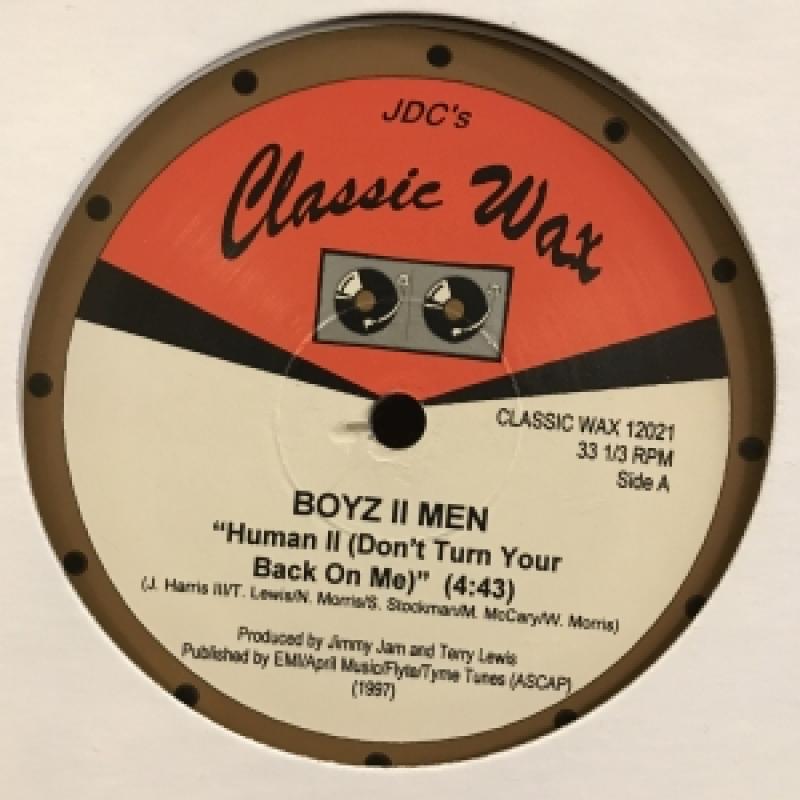 JDC's
Classic Wax
CLASSIC WAX 12021
33 1/3 RPM
Side A
BOYZ II MEN
“Human II (Don't Turn Your
Back On Me)” (4:43)
(J. Harris III/T. Lewis/N. Morris/S. Stockman/M. McCary/W. Morris)
Produced by Jimmy Jam and Terry Lewis
Published by EMI/April Music/Flyte/Tyme Tunes (ASCAP)
(1997)